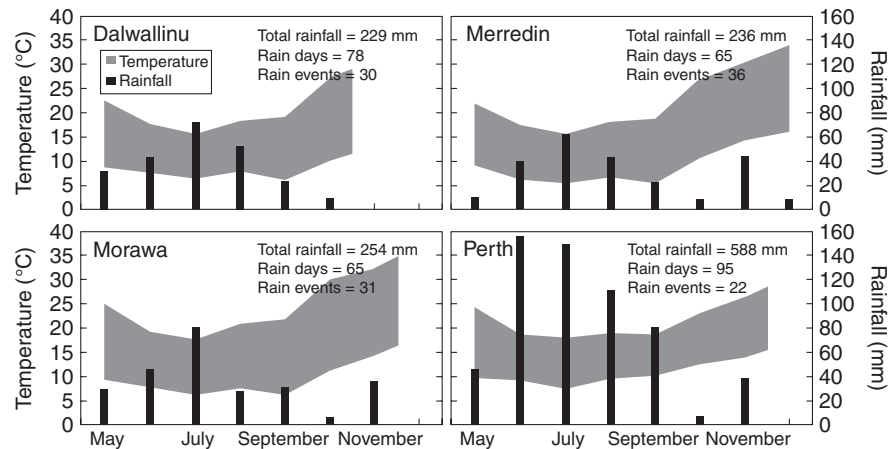 Dalwallinu
Total rainfall = 229 mm
Rain days = 78
Rain events = 30
Temperature
Rainfall
Temperature (°C)
40
35
30
25
20
15
10
5
0
Merredin
Total rainfall = 236 mm
Rain days = 65
Rain events = 36
160
140
120
100
80
60
40
20
0
Rainfall (mm)
Morawa
Total rainfall = 254 mm
Rain days = 65
Rain events = 31
Temperature (°C)
40
35
30
25
20
15
10
5
0
May July September November
Perth
Total rainfall = 588 mm
Rain days = 95
Rain events = 22
160
140
120
100
80
60
40
20
0
Rainfall (mm)
May July September November